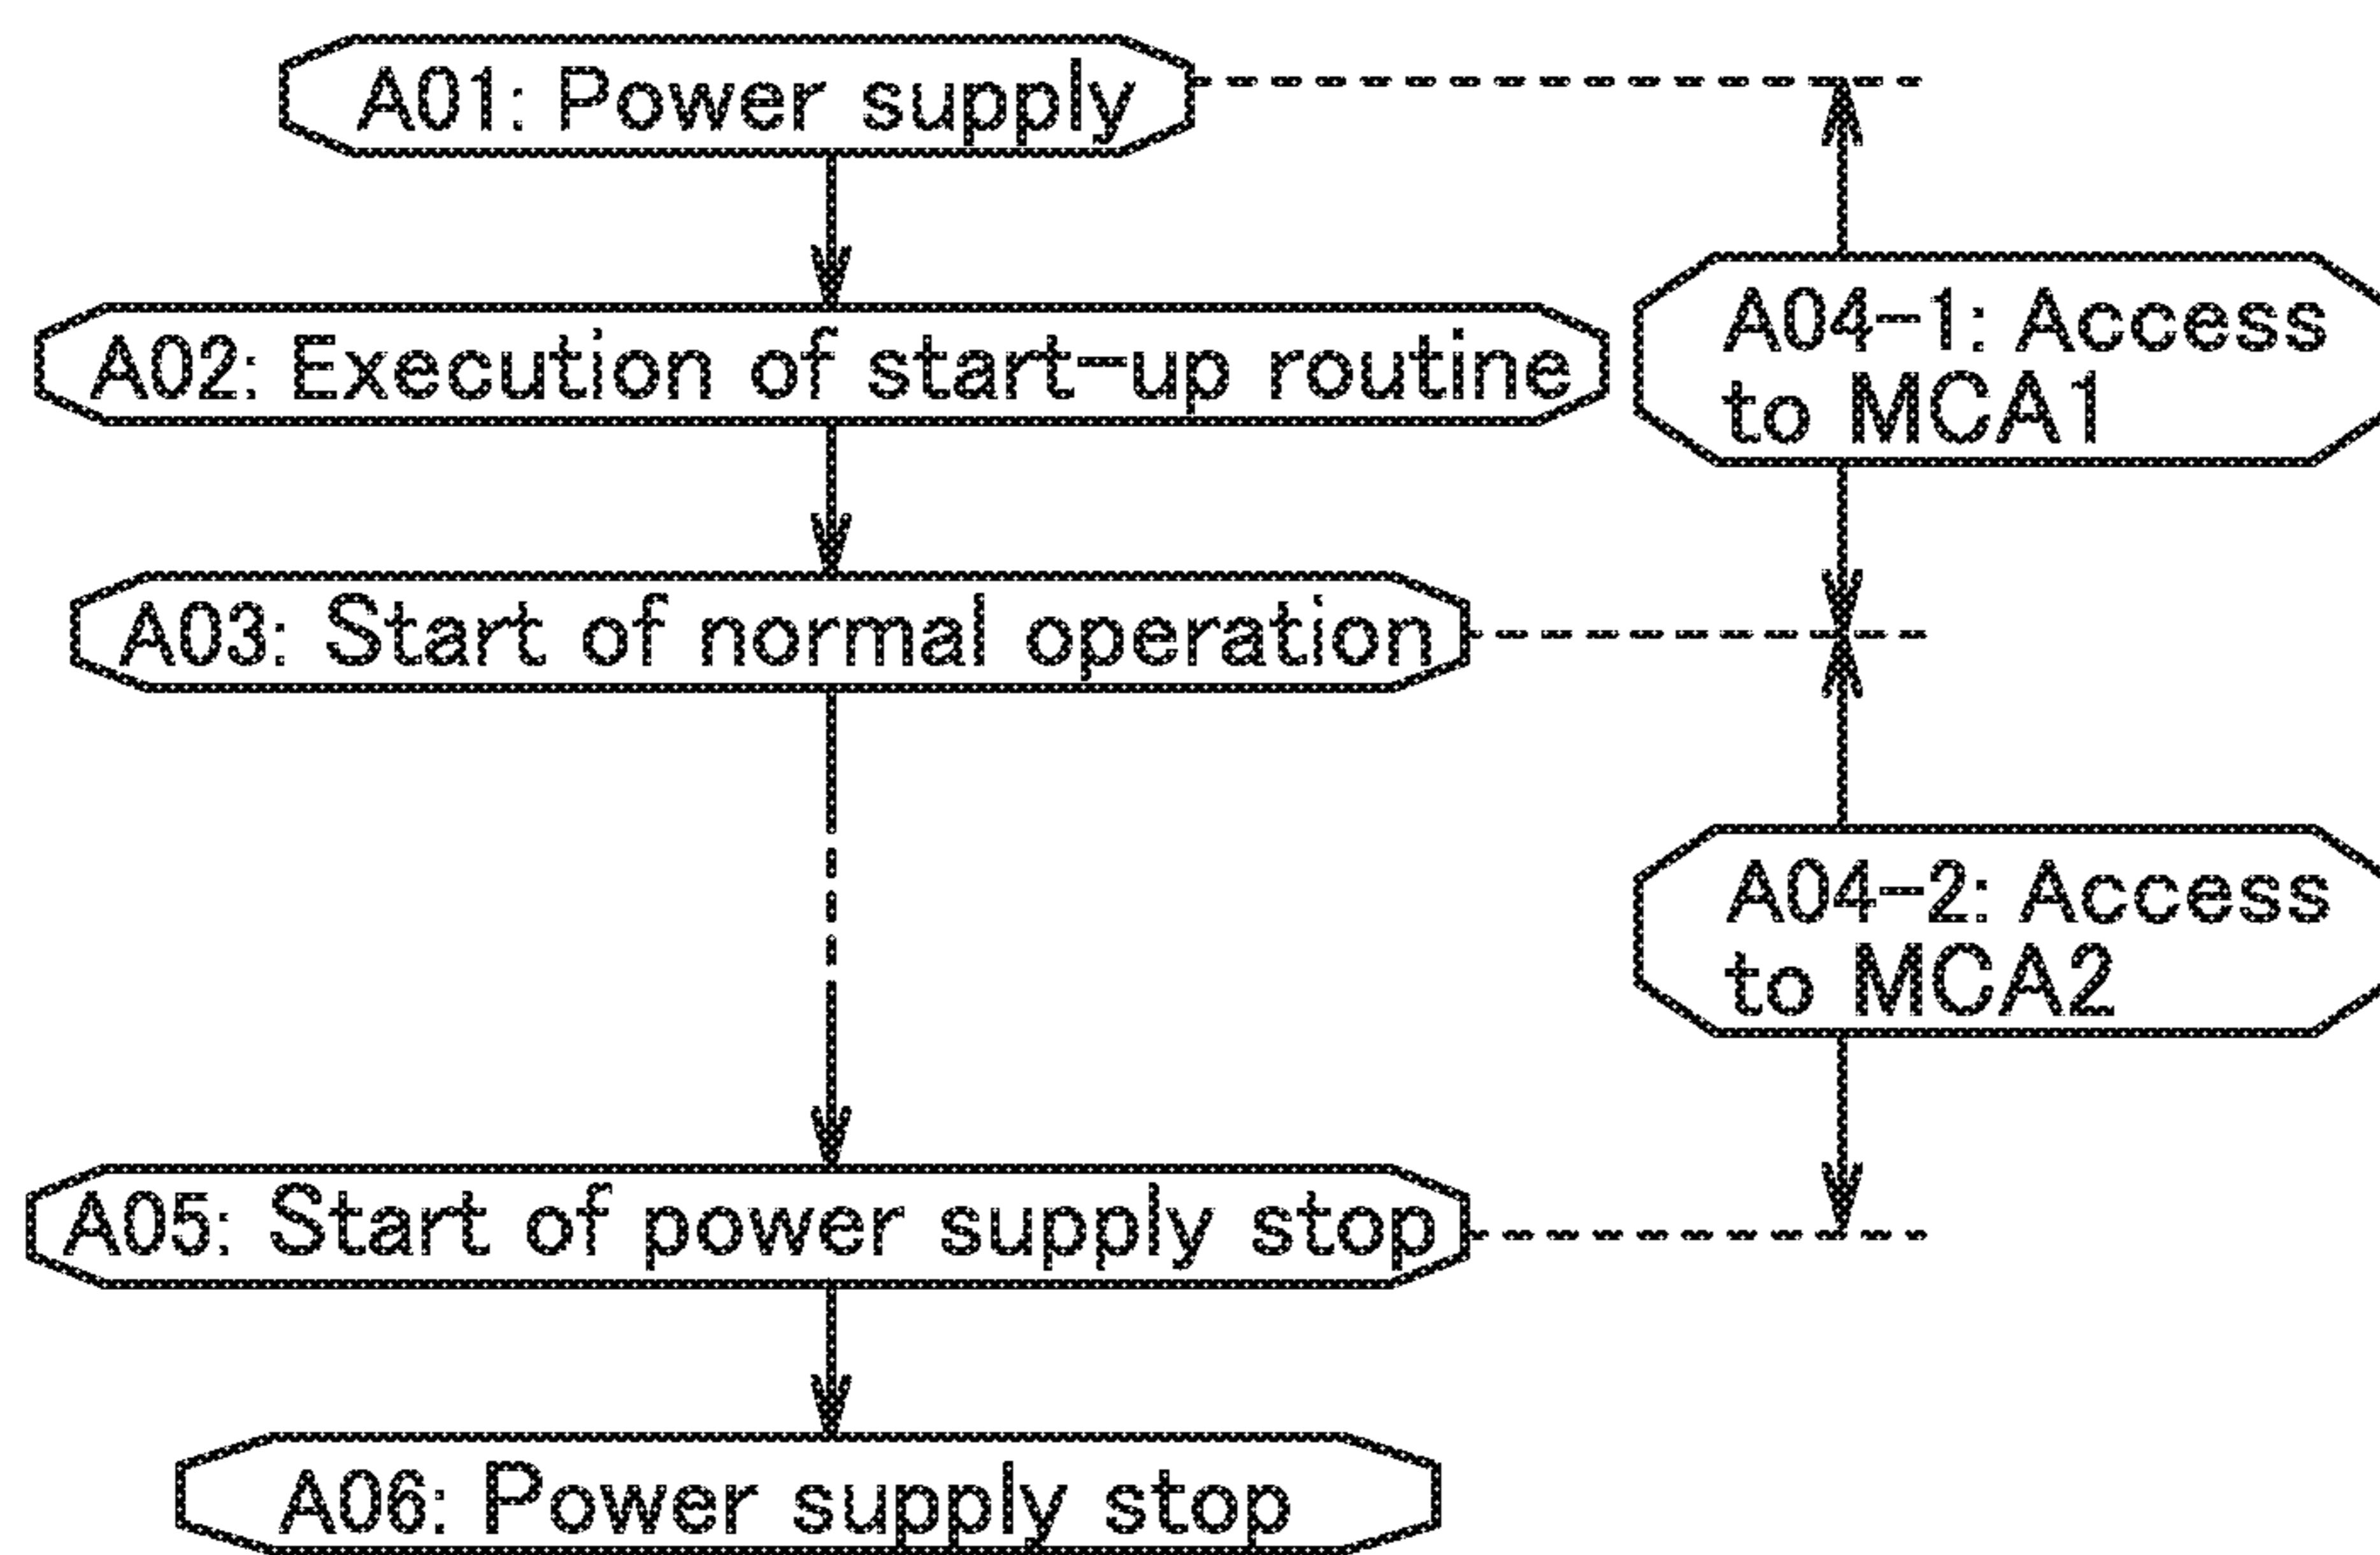 A01: Power supply
A02: Execution of start-up routine
A04-1: Access
to MCA1
A03: Start of normal operation
A04-2: Access
to MCA2
A05: Start of power supply stop
A06: Power supply stop